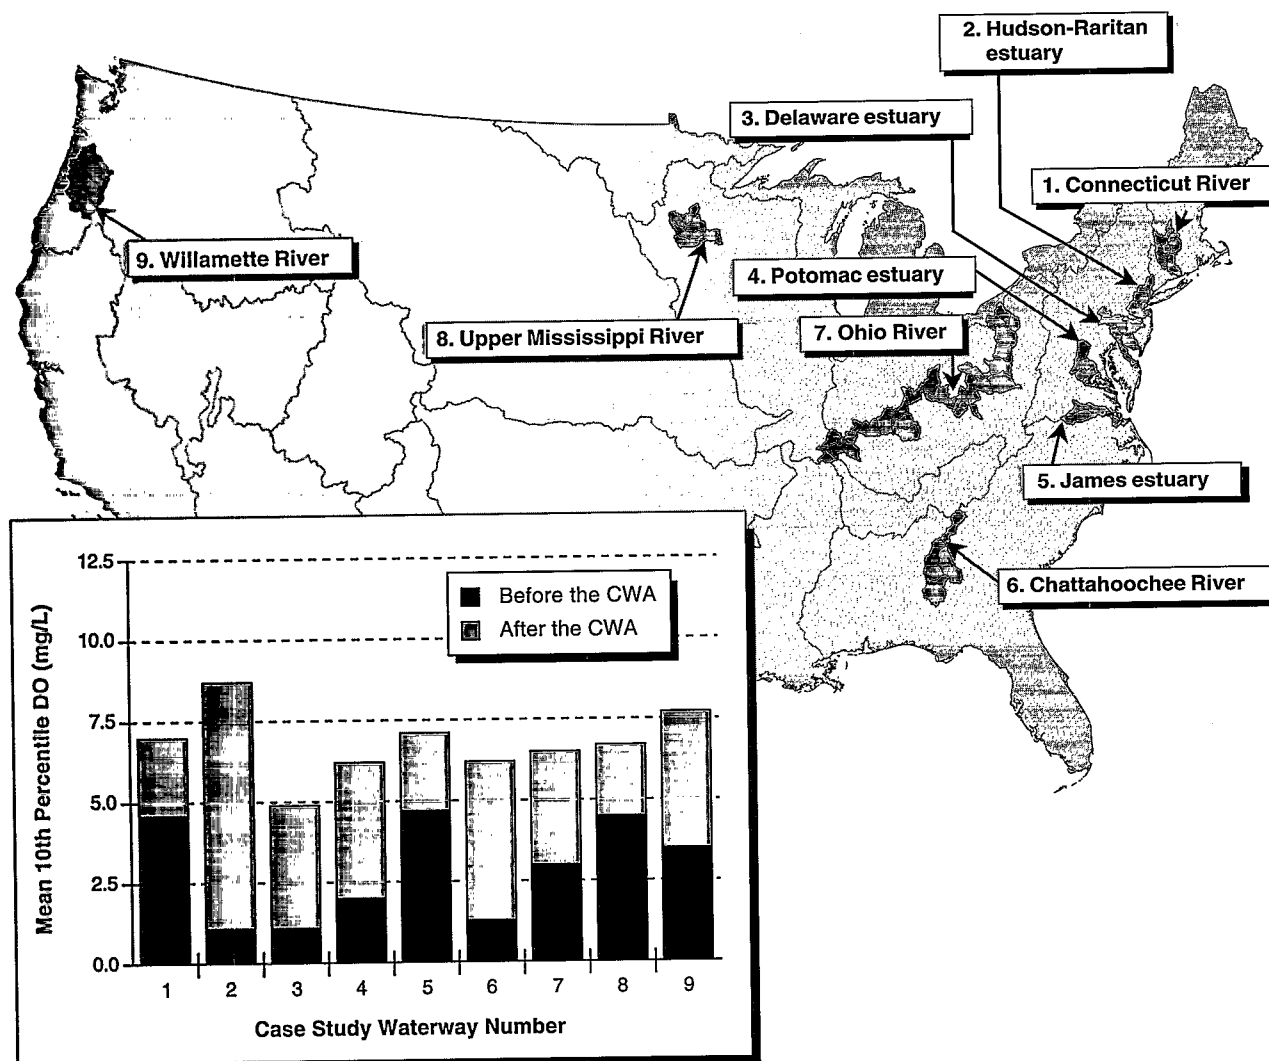 2. Hudson-Raritan
estuary
3. Delaware estuary
1. Connecticut River
9. Willamette River
4. Potomac estuary
8. Upper Mississippi River
7. Ohio River
5. James estuary
6. Chattahoochee River
12.5
10.0
7.5
5.0
2.5
0.0
Mean 10th Percentile DO (mg/L)
Before the CWA
After the CWA
1 2 3 4 5 6 7 8 9
Case Study Waterway Number